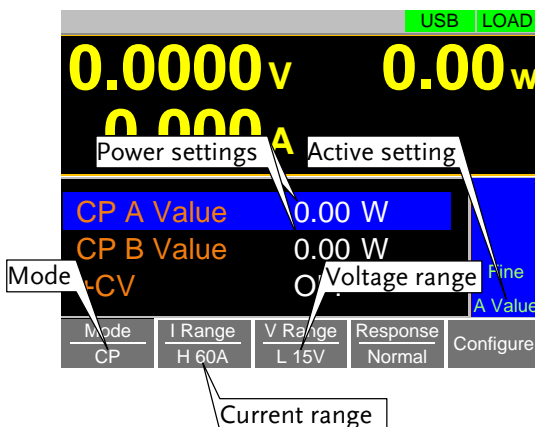 USB LOAD
0.0000 V 0.00 W
0.000 A
Power settings Active setting
CP A Value 0.00 W
CP B Value 0.00 W
Mode +CV Voltage range Fine
A Value
Mode I Range V Range Response Configure
CP H 60A L 15V Normal
Current range